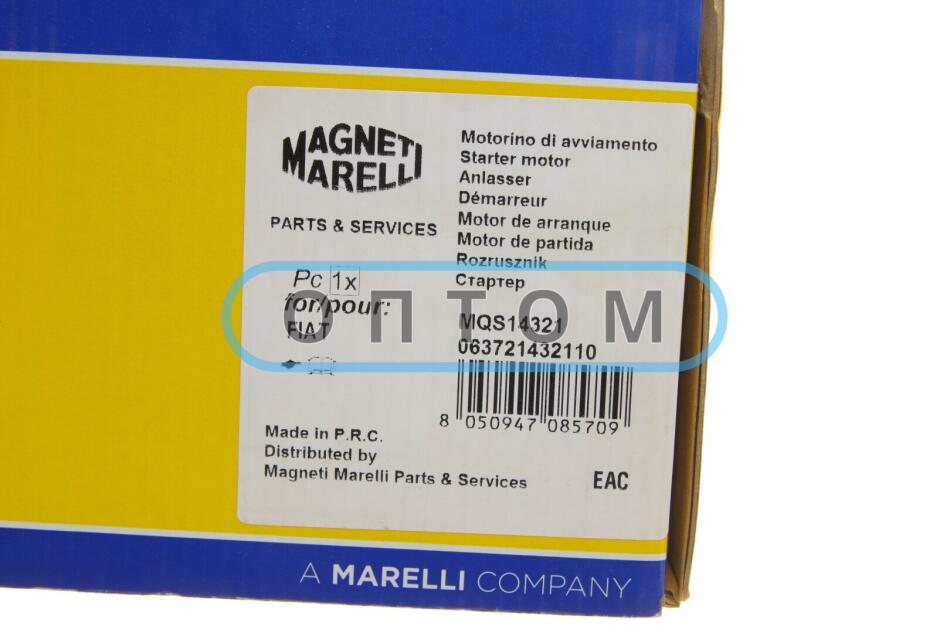 MAGNETI
MARELLI
PARTS & SERVICES
Pc 1x
for/pour:
FIAT
Motorino di avviamento
Starter motor
Anlasser
Démarreur
Motor de arranque
Motor de partida
Rozrusznik
Стартер
ОПТОМ
MQS14321
063721432110
8 050947 085709
Made in P.R.C.
Distributed by
Magneti Marelli Parts & Services
EAC
A MARELLI COMPANY